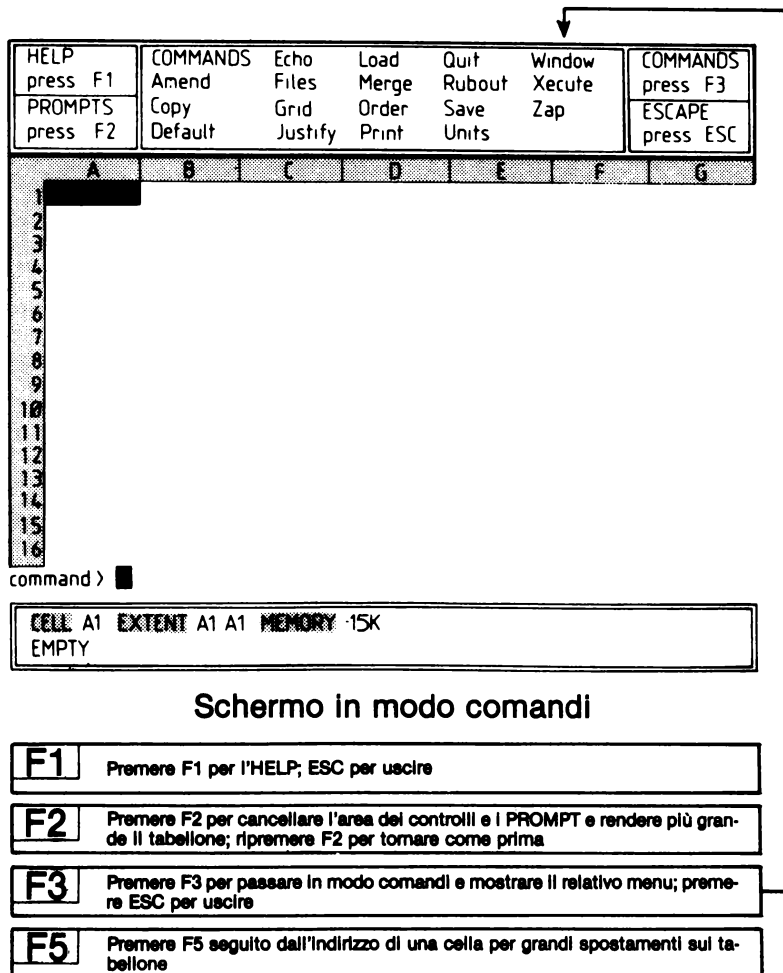 HELP COMMANDS Echo Load Quit Window COMMANDS
press F1 Amend Files Merge Rubout Xecute press F3
PROMPTS Copy Grid Order Save Zap ESCAPE
press F2 Default Justify Print Units press ESC
A B C D E F G
1
2
3
4
5
6
7
8
9
10
11
12
13
14
15
16
command>
CELL A1 EXTENT A1 A1 MEMORY ·15K
EMPTY
Schermo in modo comandi
F1 Premere F1 per l'HELP; ESC per uscire
F2 Premere F2 per cancellare l'area dei controlli e i PROMPT e rendere più gran-
de il tabellone; ripremere F2 per tornare come prima
F3 Premere F3 per passare in modo comandi e mostrare il relativo menu; preme-
re ESC per uscire
F5 Premere F5 seguito dall'indirizzo di una cella per grandi spostamenti sul ta-
bellone